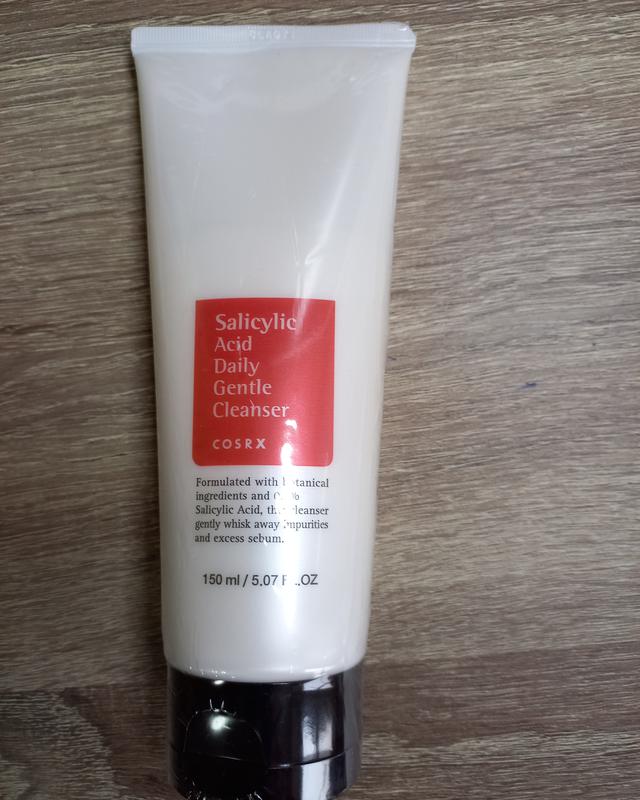 Salicylic
Acid
Daily
Gentle
Cleanser
COSRX
Formulated with botanical
ingredients and
Salicylic Acid, this cleanser
gently whisk away impurities
and excess sebum.
150 ml / 5.07 FL.OZ